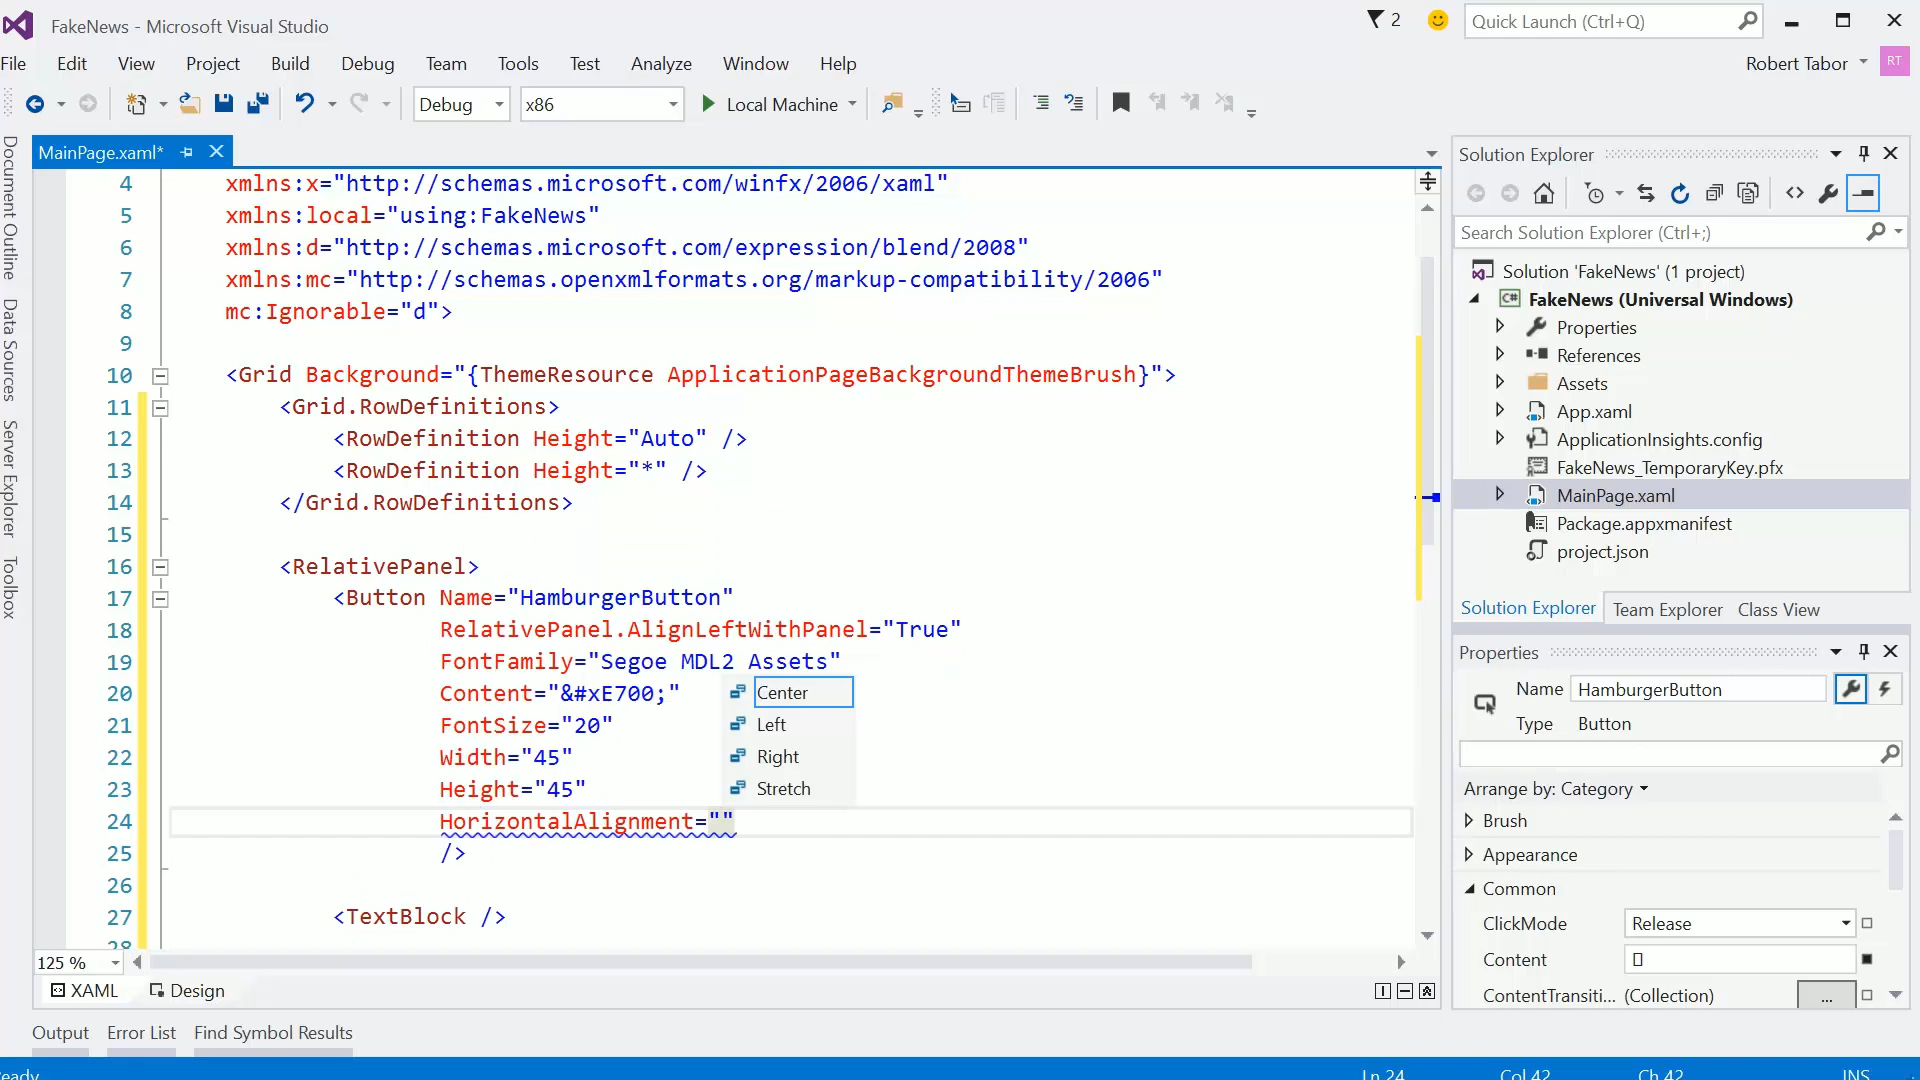 FakeNews - Microsoft Visual Studio
2
Quick Launch (Ctrl+Q)
File Edit View Project Build Debug Team Tools Test Analyze Window Help
Robert Tabor RT
Debug x86 Local Machine
Document Outline
Data Sources
Server Explorer
Toolbox
MainPage.xaml*
4 xmlns:x="http://schemas.microsoft.com/winfx/2006/xaml"
5 xmlns:local="using:FakeNews"
6 xmlns:d="http://schemas.microsoft.com/expression/blend/2008"
7 xmlns:mc="http://schemas.openxmlformats.org/markup-compatibility/2006"
8 mc:Ignorable="d">
9
10 <Grid Background="{ThemeResource ApplicationPageBackgroundThemeBrush}">
11 <Grid.RowDefinitions>
12 <RowDefinition Height="Auto" />
13 <RowDefinition Height="*" />
14 </Grid.RowDefinitions>
15
16 <RelativePanel>
17 <Button Name="HamburgerButton"
18 RelativePanel.AlignLeftWithPanel="True"
19 FontFamily="Segoe MDL2 Assets"
20 Content="&#xE700;"
21 FontSize="20"
22 Width="45"
23 Height="45"
24 HorizontalAlignment=""
25 />
26
27 <TextBlock />
28
Center
Left
Right
Stretch
125 %
XAML Design
Output Error List Find Symbol Results
Solution Explorer
Search Solution Explorer (Ctrl+;)
Solution 'FakeNews' (1 project)
C# FakeNews (Universal Windows)
Properties
References
Assets
App.xaml
ApplicationInsights.config
FakeNews_TemporaryKey.pfx
MainPage.xaml
Package.appxmanifest
project.json
Solution Explorer Team Explorer Class View
Properties
Name HamburgerButton
Type Button
Arrange by: Category
Brush
Appearance
Common
ClickMode Release
Content
ContentTransiti... (Collection) ...
eady Ln 24 Col 42 Ch 42 INS